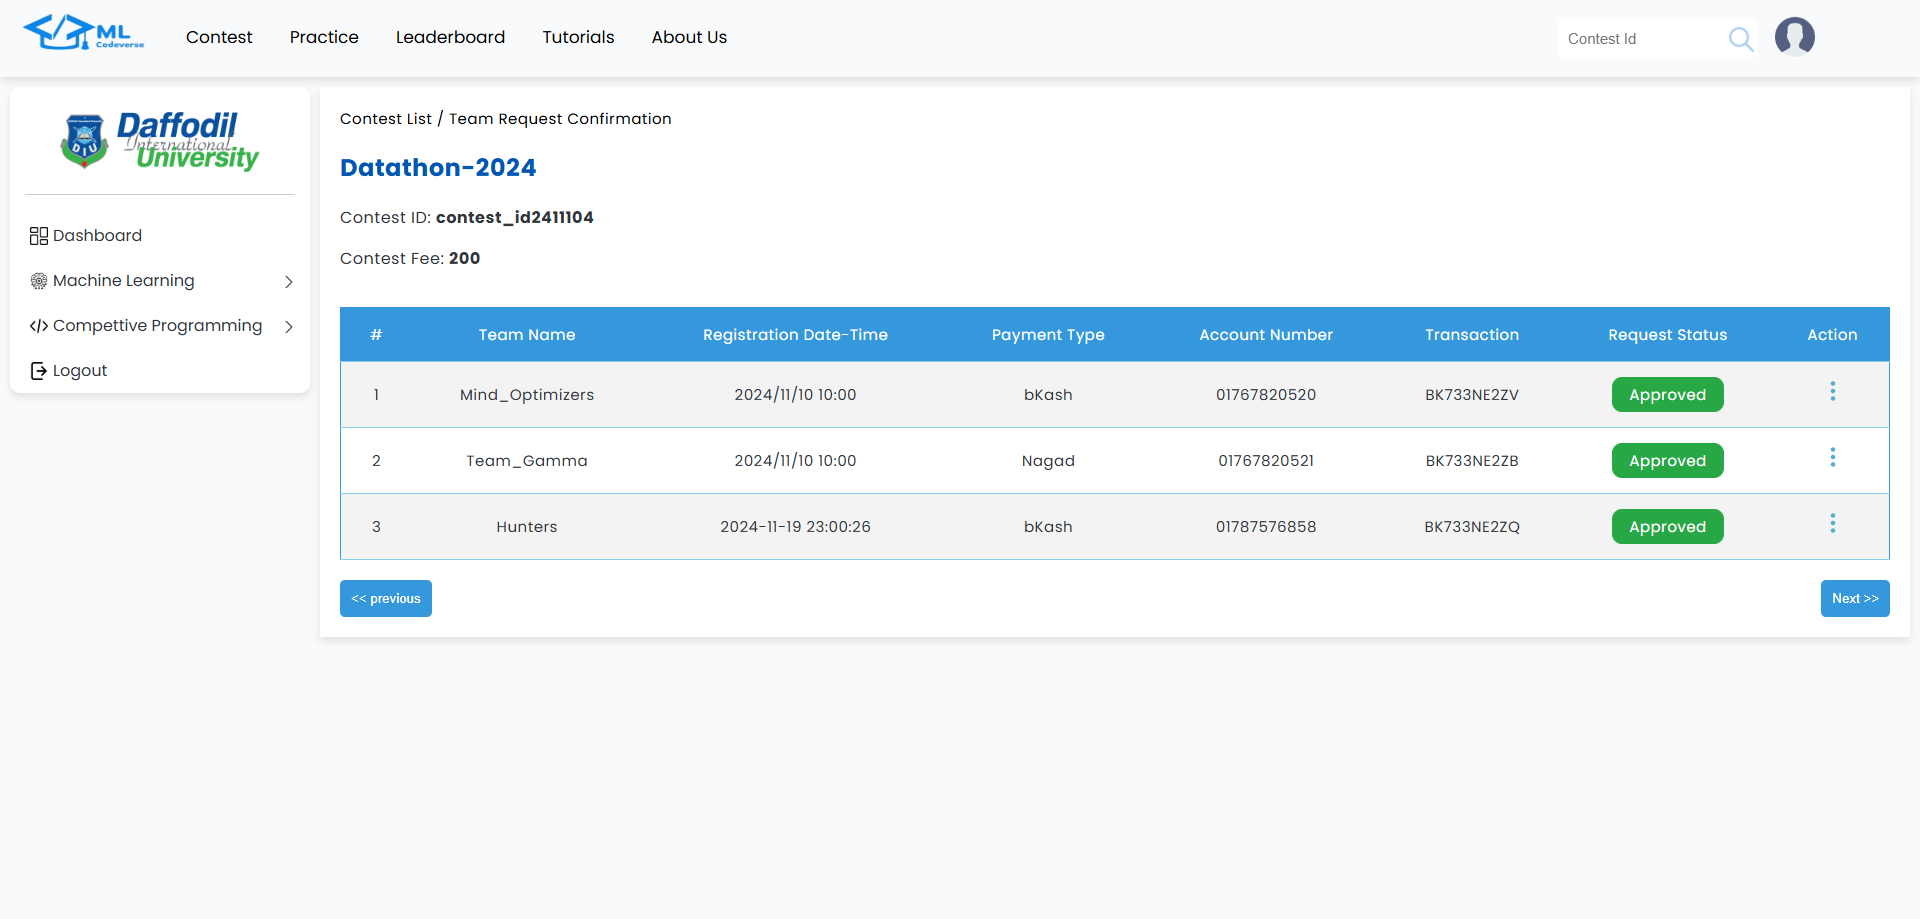 ML
Codeverse
Contest Practice Leaderboard Tutorials About Us
Contest Id
DIU
Daffodil
International
University
Dashboard
Machine Learning
Compettive Programming
Logout
Contest List / Team Request Confirmation
Datathon-2024
Contest ID: contest_id2411104
Contest Fee: 200
# Team Name Registration Date-Time Payment Type Account Number Transaction Request Status Action
1 Mind_Optimizers 2024/11/10 10:00 bKash 01767820520 BK733NE2ZV Approved
2 Team_Gamma 2024/11/10 10:00 Nagad 01767820521 BK733NE2ZB Approved
3 Hunters 2024-11-19 23:00:26 bKash 01787576858 BK733NE2ZQ Approved
<< previous Next >>